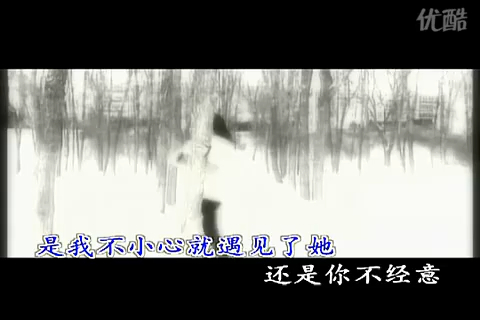 优酷
是我不小心就遇见了她
还是你不经意